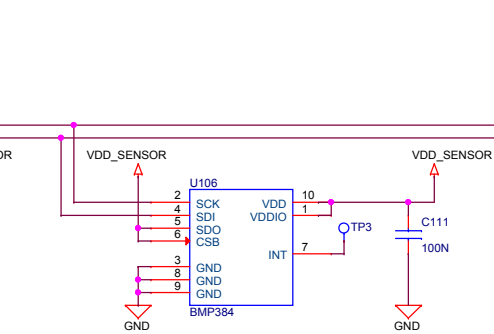 OR
VDD_SENSOR
VDD_SENSOR
U106
2 SCK
4 SDI
5 SDO
6 CSB
3 GND
8 GND
9 GND
VDD 10
VDDIO 1
INT 7
TP3
C111
100N
BMP384
GND
GND